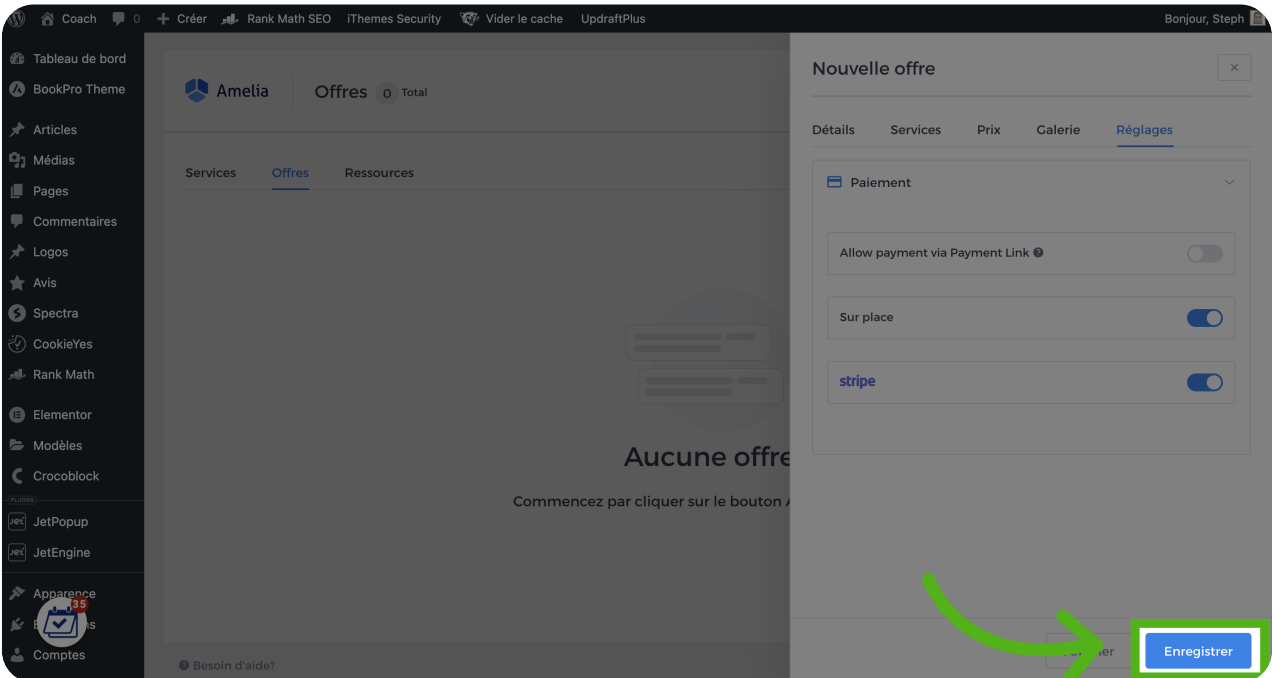 Coach 0 + Créer Rank Math SEO iThemes Security Vider le cache UpdraftPlus Bonjour, Steph
Tableau de bord
BookPro Theme
Articles
Médias
Pages
Commentaires
Logos
Avis
Spectra
CookieYes
Rank Math
Elementor
Modèles
Crocoblock
PLUGINS
JetPopup
JetEngine
Apparence
35
Comptes
Amelia Offres 0 Total
Services Offres Ressources
Aucune offre
Commencez par cliquer sur le bouton
Besoin d'aide?
Nouvelle offre
Détails Services Prix Galerie Réglages
Paiement
Allow payment via Payment Link
Sur place
stripe
Enregistrer